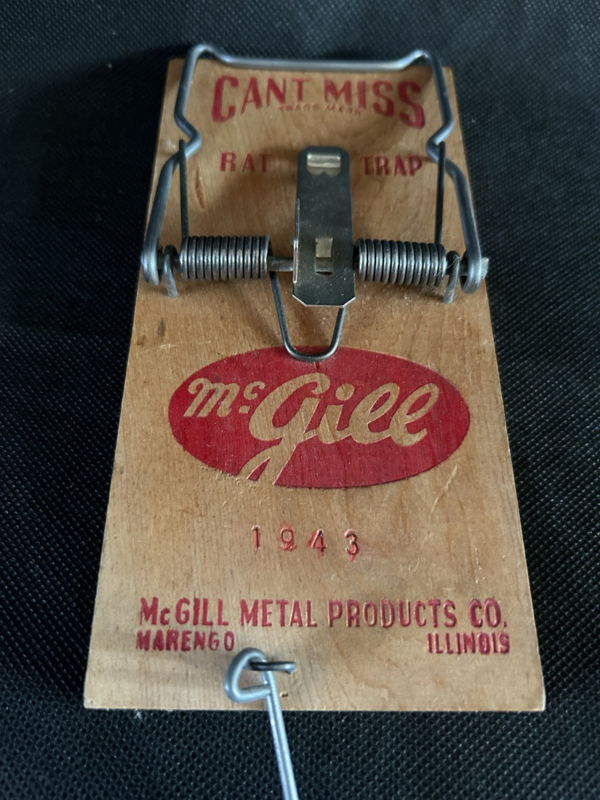 CANT MISS
TRADE MARK
RAT TRAP
McGill
1943
McGILL METAL PRODUCTS CO.
MARENGO ILLINOIS